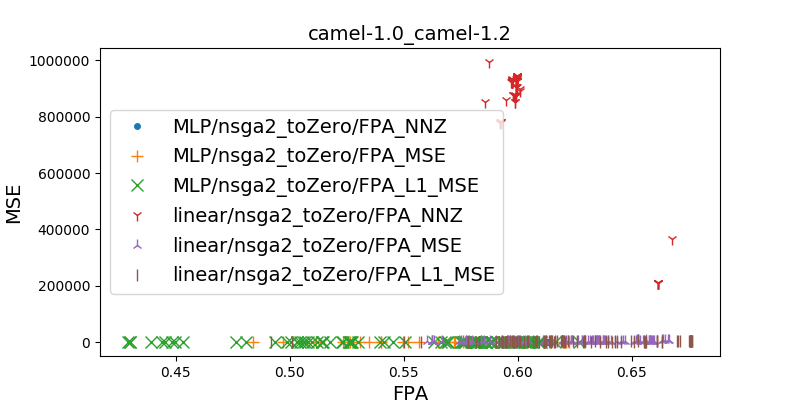 camel-1.0_camel-1.2
1000000
800000
600000
400000
200000
0
MSE
MLP/nsga2_toZero/FPA_NNZ
MLP/nsga2_toZero/FPA_MSE
MLP/nsga2_toZero/FPA_L1_MSE
linear/nsga2_toZero/FPA_NNZ
linear/nsga2_toZero/FPA_MSE
linear/nsga2_toZero/FPA_L1_MSE
0.45 0.50 0.55 0.60 0.65
FPA